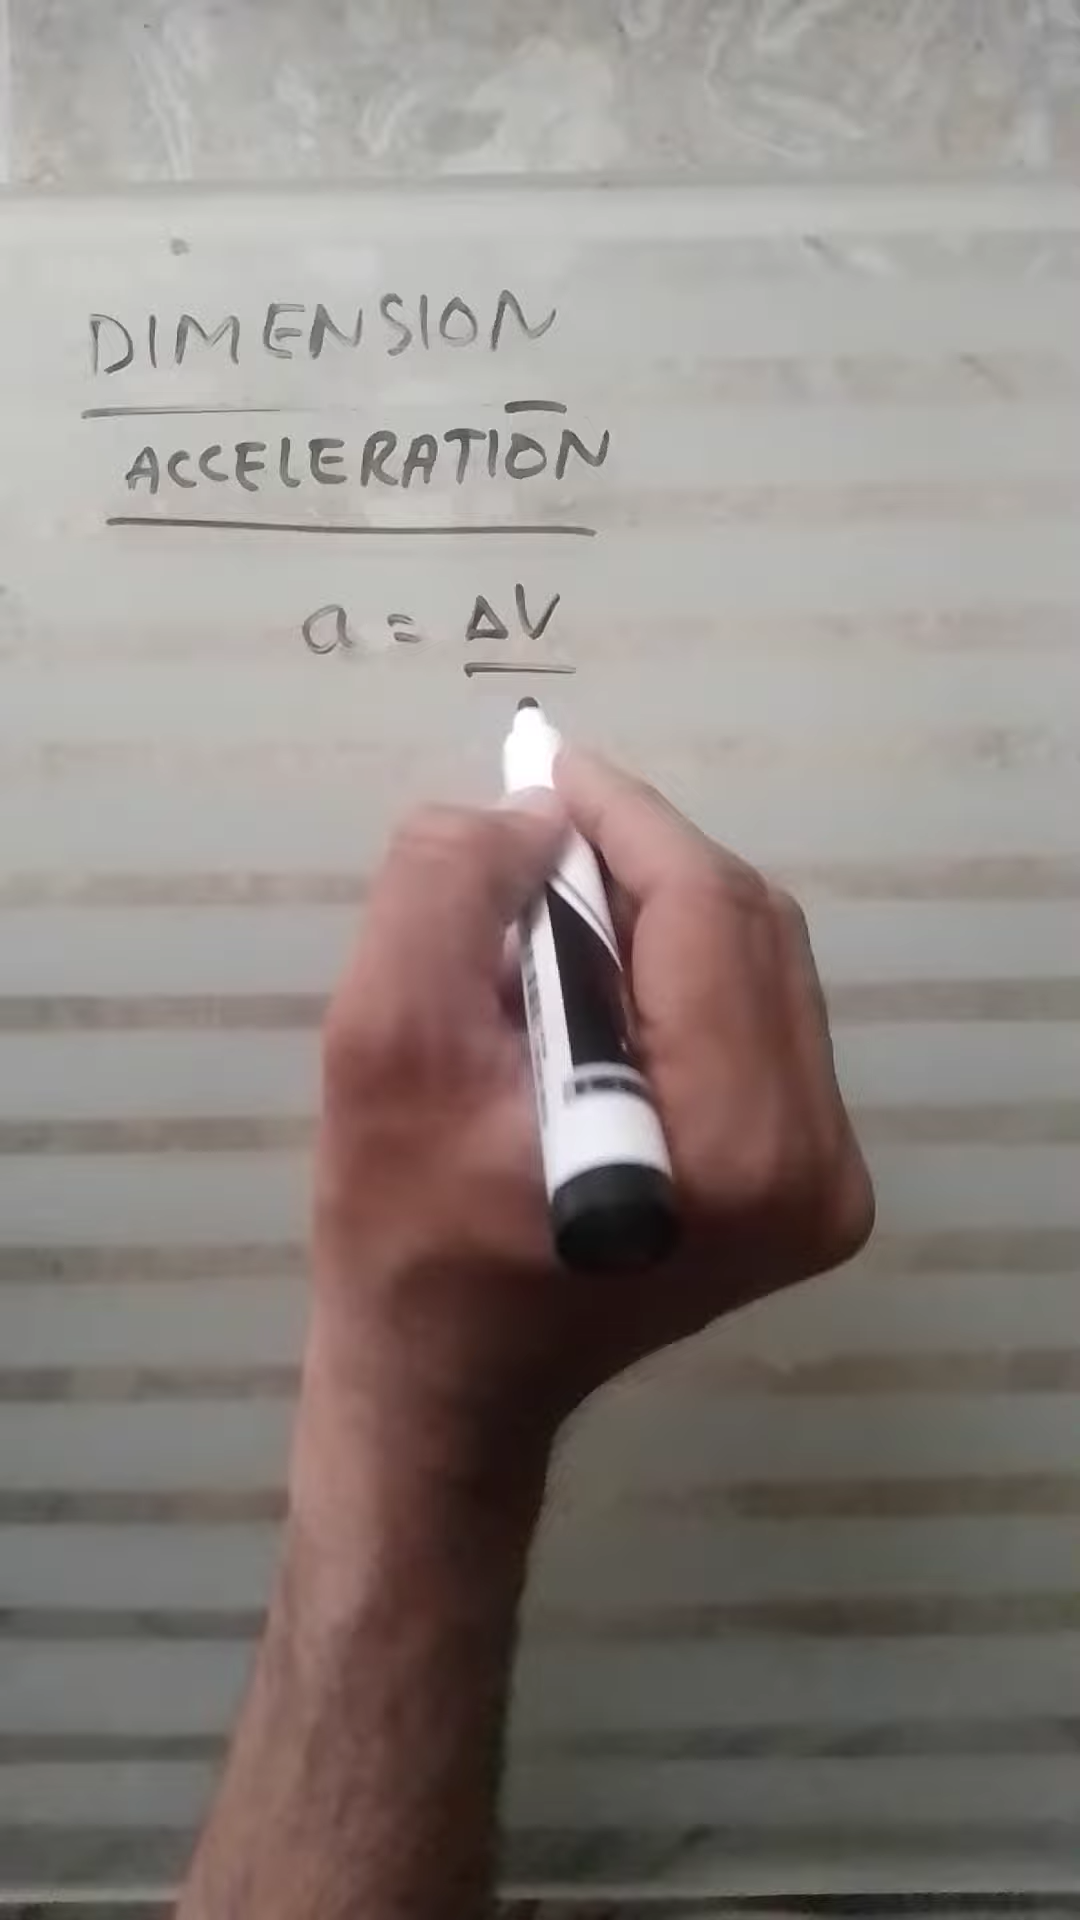 DIMENSION
ACCELERATION
a = ΔV